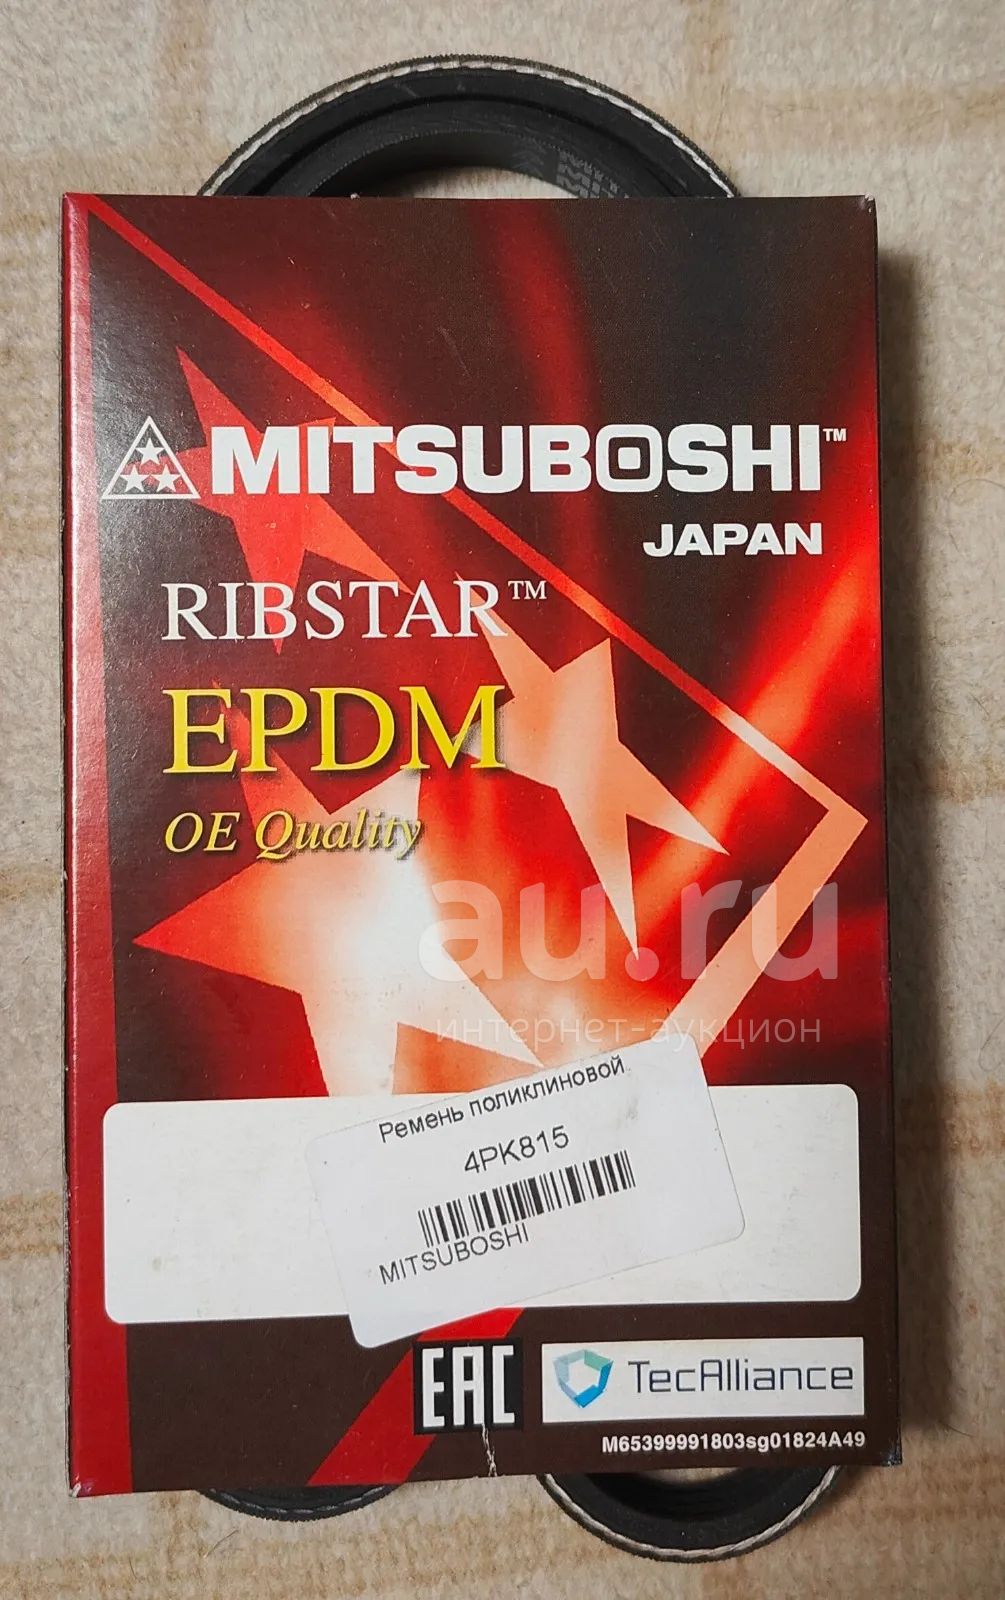 MITSUBOSHI™
JAPAN
RIBSTAR™
EPDM
OE Quality
au.ru
интернет-аукцион
Ремень поликлиновой
4PK815
MITSUBOSHI
EAC
TecAlliance
M65399991803sg01824A49